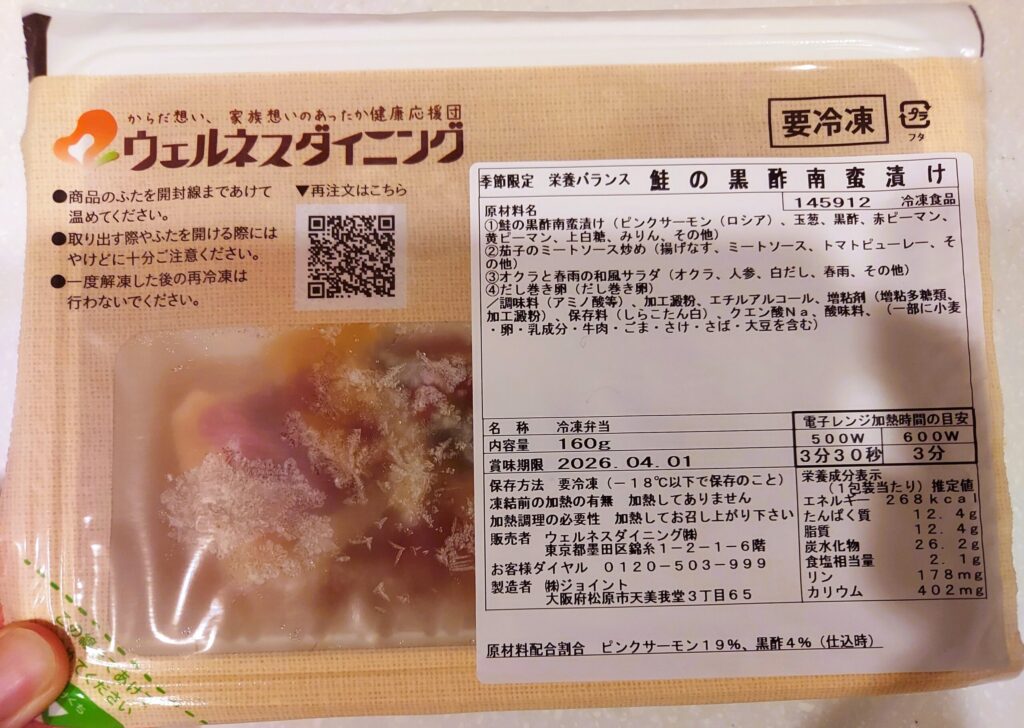 からだ想い、家族想いのあったか健康応援団
ウェルネスダイニング
要冷凍
プラ
フタ
●商品のふたを開封線まであけて
温めてください。
●取り出す際やふたを開ける際には
やけどに十分ご注意ください。
●一度解凍した後の再冷凍は
行わないでください。
▼再注文はこちら
季節限定 栄養バランス 鮭の黒酢南蛮漬け
145912 冷凍食品
原材料名
①鮭の黒酢南蛮漬け(ピンクサーモン(ロシア)、玉葱、黒酢、赤ピーマン、
黄ピーマン、上白糖、みりん、その他)
②茄子のミートソース炒め(揚げなす、ミートソース、トマトピューレー、そ
の他)
③オクラと春雨の和風サラダ(オクラ、人参、白だし、春雨、その他)
④だし巻き卵(だし巻き卵)
/調味料(アミノ酸等)、加工澱粉、エチルアルコール、増粘剤(増粘多糖類、
加工澱粉)、保存料(しらこたん白)、クエン酸Na、酸味料、(一部に小麦
・卵・乳成分・牛肉・ごま・さけ・さば・大豆を含む)
名 称 冷凍弁当
内容量 160g
賞味期限 2026.04.01
保存方法 要冷凍(-18℃以下で保存のこと)
凍結前の加熱の有無 加熱してありません
加熱調理の必要性 加熱してお召し上がり下さい
販売者 ウェルネスダイニング㈱
東京都墨田区錦糸1-2-1-6階
お客様ダイヤル 0120-503-999
製造者 ㈱ジョイント
大阪府松原市天美我堂3丁目65
電子レンジ加熱時間の目安
500W 600W
3分30秒 3分
栄養成分表示
(1包装当たり)推定値
エネルギー 268kcal
たんぱく質 12.4g
脂質 12.4g
炭水化物 26.2g
食塩相当量 2.1g
リン 178mg
カリウム 402mg
原材料配合割合 ピンクサーモン19%、黒酢4%(仕込時)